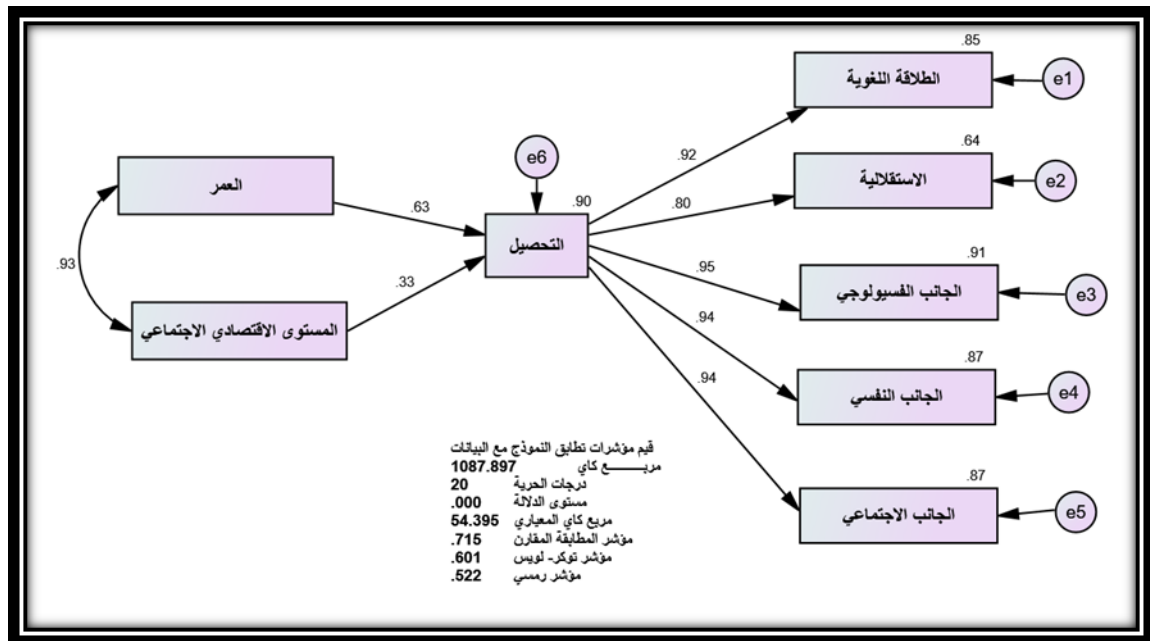 .85
الطلاقة اللغوية
e1
.92
.64
الاستقلالية
e2
e6
.90
.80
العمر
.63
التحصيل
.91
.95
الجانب الفسيولوجي
e3
.93
.33
المستوى الاقتصادي الاجتماعي
.94
.87
الجانب النفسي
e4
.94
.87
الجانب الاجتماعي
e5
قيم مؤشرات تطابق النموذج مع البيانات
مربـــــــع كاي 1087.897
درجات الحرية 20
مستوى الدلالة .000
مربع كاي المعياري 54.395
مؤشر المطابقة المقارن .715
مؤشر توكر- لويس .601
مؤشر رمسي .522